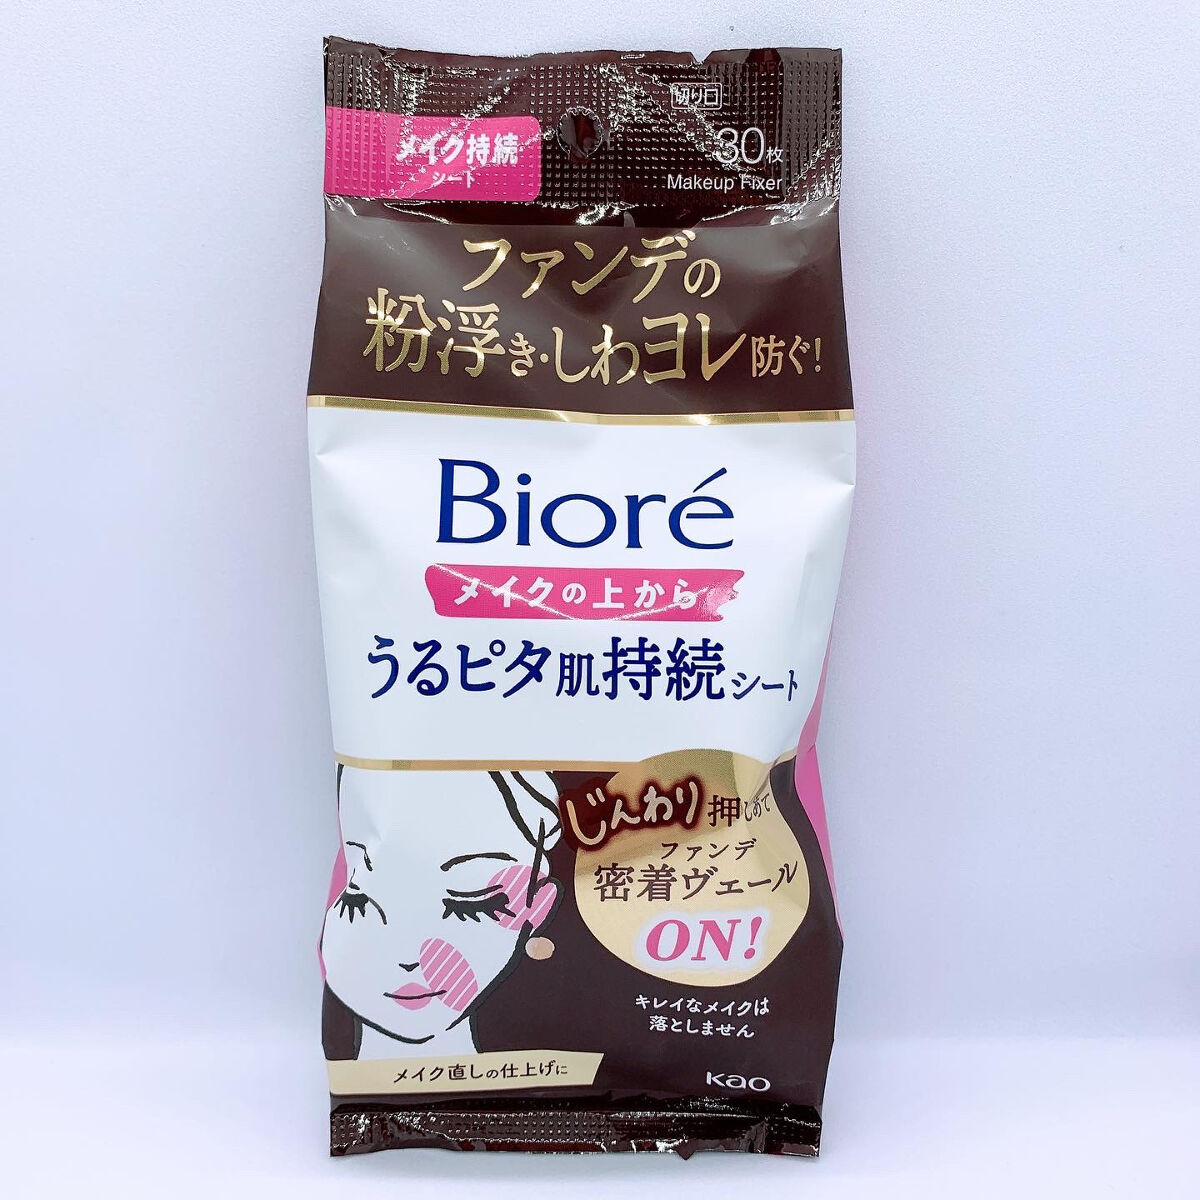 切り口
メイク持続
シート
30枚
Makeup Fixer
ファンデの
粉浮き・しわヨレ防ぐ!
Bioré
メイクの上から
うるピタ肌持続シート
じんわり押しあて
ファンデ
密着ヴェール
ON!
キレイなメイクは
落としません
メイク直しの仕上げに
Kao